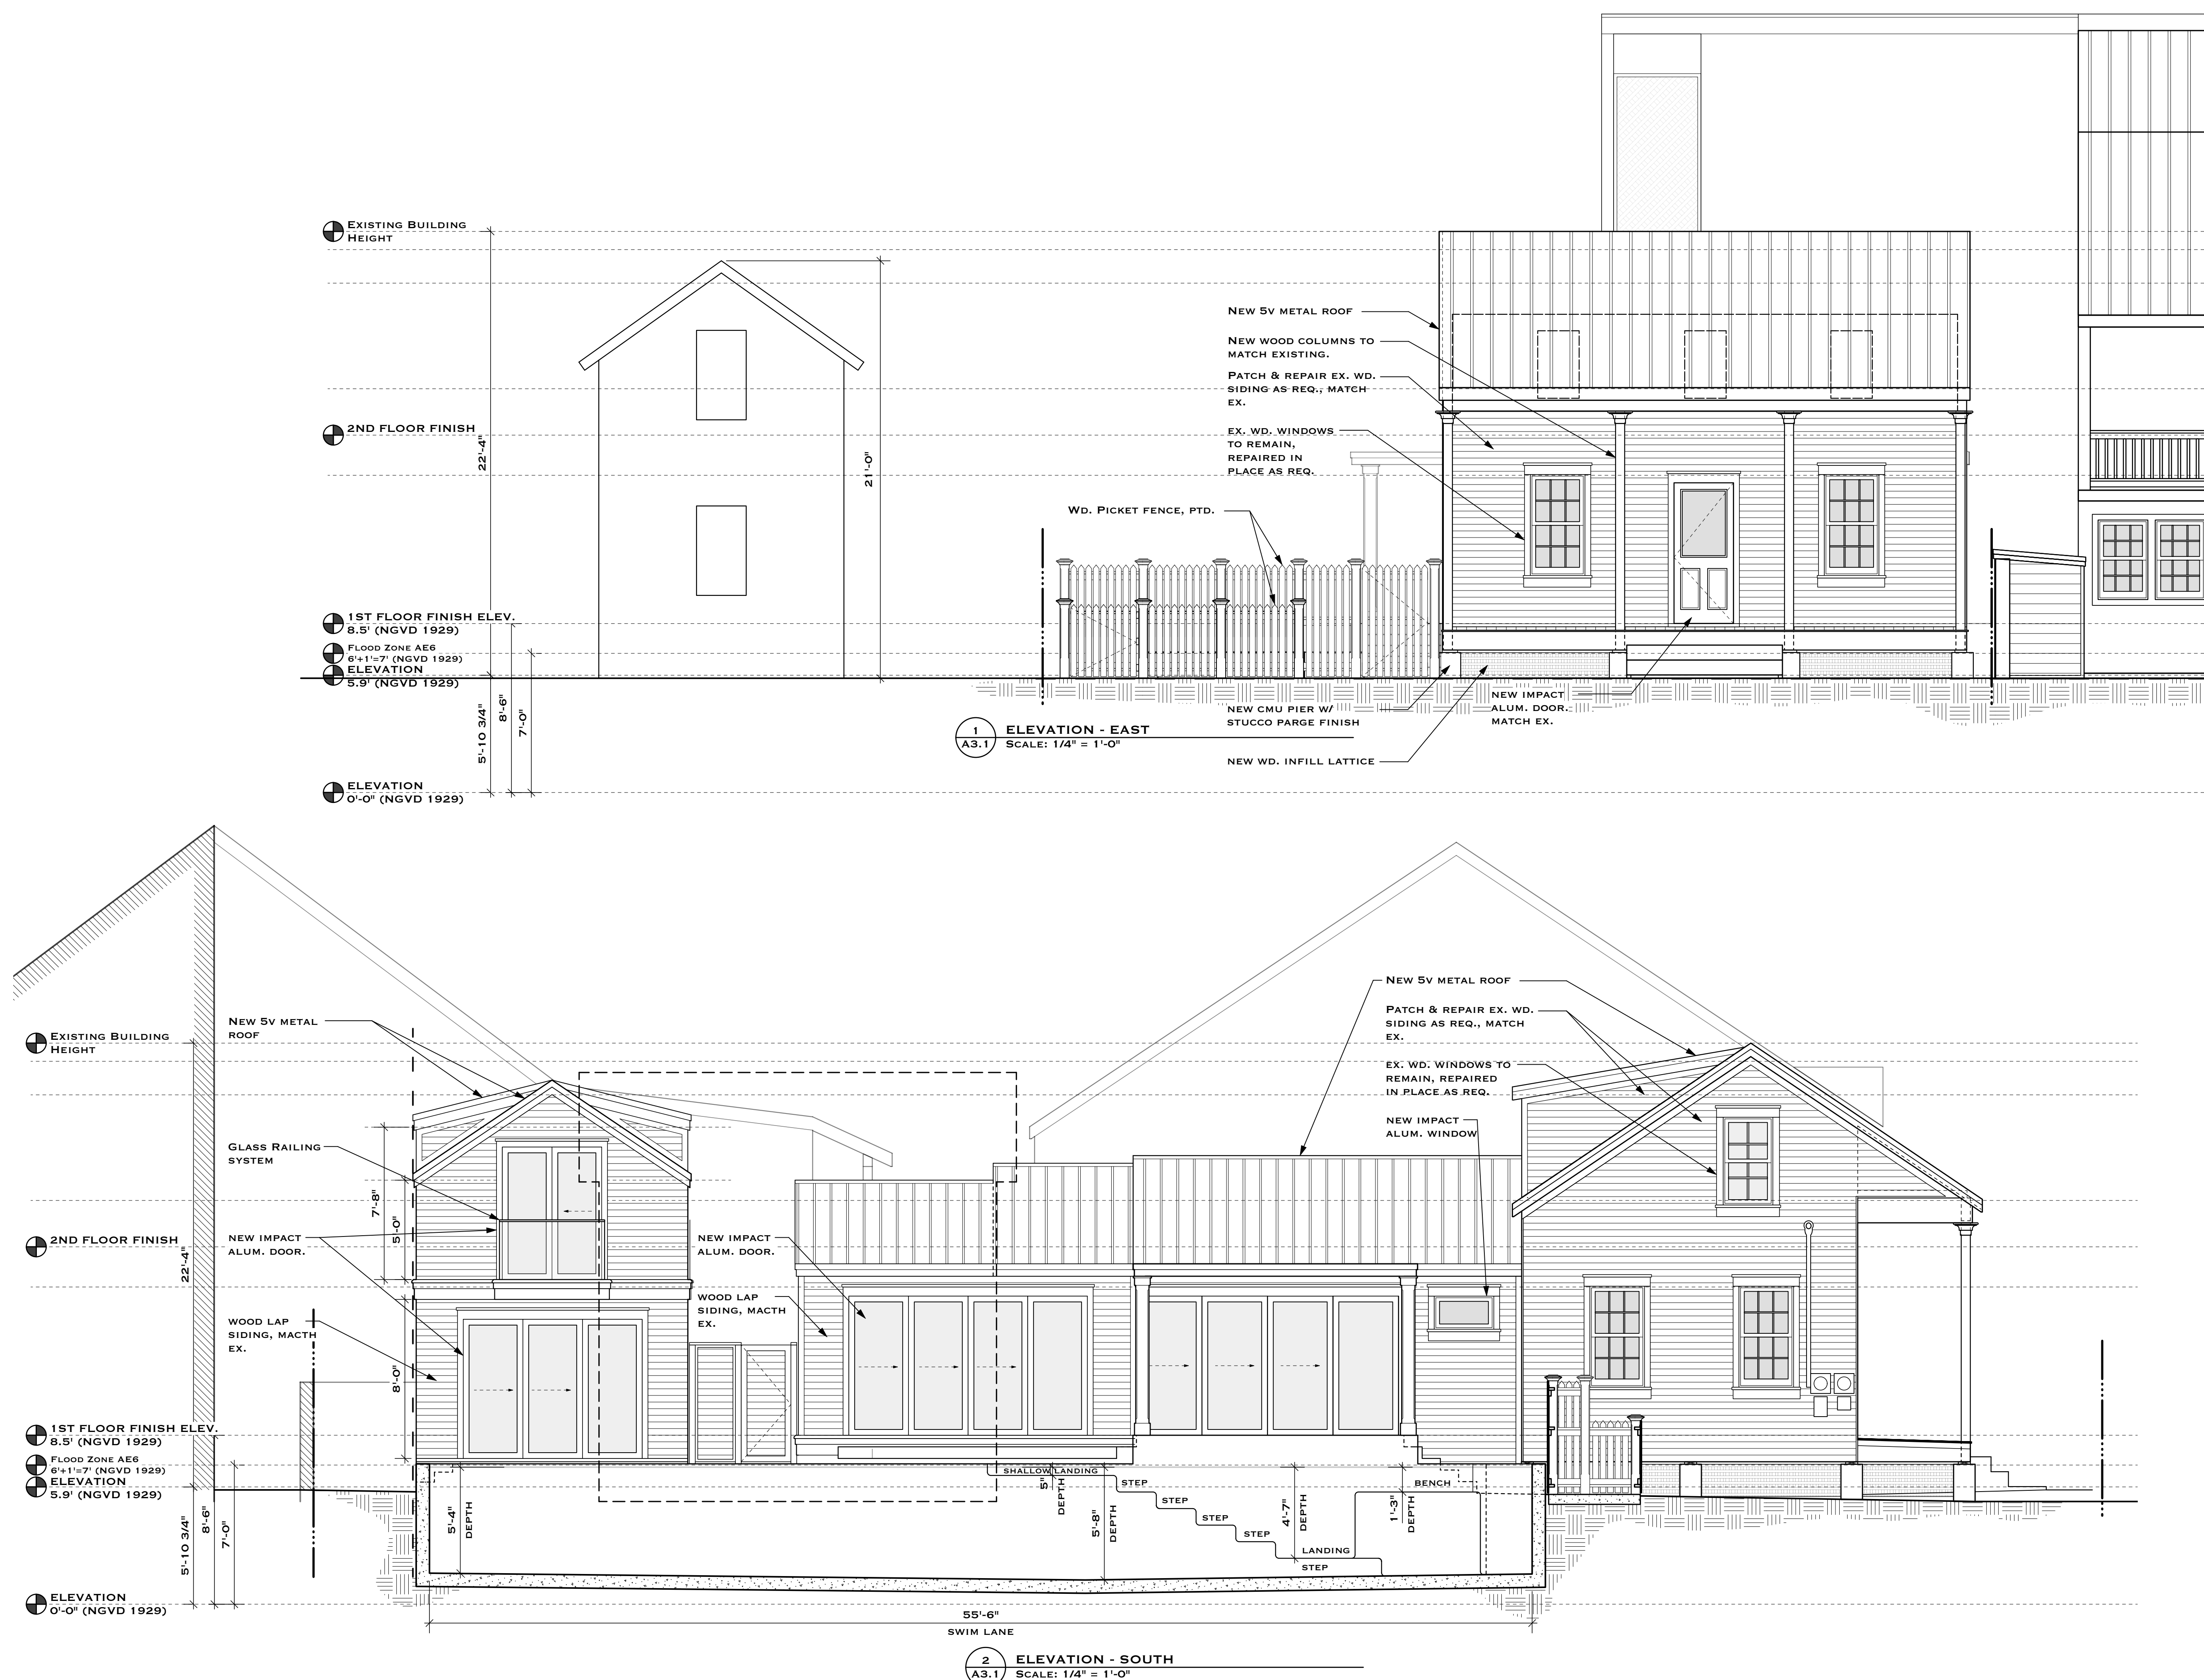 Existing Building
Height
2ND FLOOR FINISH
22'-4"
21'-0"
1ST FLOOR FINISH ELEV.
8.5' (NGVD 1929)
Flood Zone AE6
6'+1'=7' (NGVD 1929)
ELEVATION
5.9' (NGVD 1929)
5'-10 3/4"
8'-6"
7'-0"
ELEVATION
0'-0" (NGVD 1929)
New 5v metal roof
New wood columns to
match existing.
Patch & repair ex. wd.
siding as req., match
ex.
ex. wd. windows
to remain,
repaired in
place as req.
Wd. Picket fence, ptd.
new cmu pier w/
stucco parge finish
new wd. infill lattice
new impact
alum. door.
match ex.
1
A3.1
ELEVATION - EAST
Scale: 1/4" = 1'-0"
Existing Building
Height
2ND FLOOR FINISH
22'-4"
1ST FLOOR FINISH ELEV.
8.5' (NGVD 1929)
Flood Zone AE6
6'+1'=7' (NGVD 1929)
ELEVATION
5.9' (NGVD 1929)
5'-10 3/4"
8'-6"
7'-0"
ELEVATION
0'-0" (NGVD 1929)
New 5v metal
roof
Glass Railing
system
new impact
alum. door.
wood lap
siding, macth
ex.
7'-8"
5'-0"
8'-0"
new impact
alum. door.
wood lap
siding, macth
ex.
New 5v metal roof
Patch & repair ex. wd.
siding as req., match
ex.
ex. wd. windows to
remain, repaired
in place as req.
new impact
alum. window
shallow landing
step
step
step
step
landing
step
bench
5'-4"
depth
5"
depth
5'-8"
depth
4'-7"
depth
1'-3"
depth
55'-6"
swim lane
2
A3.1
ELEVATION - SOUTH
Scale: 1/4" = 1'-0"